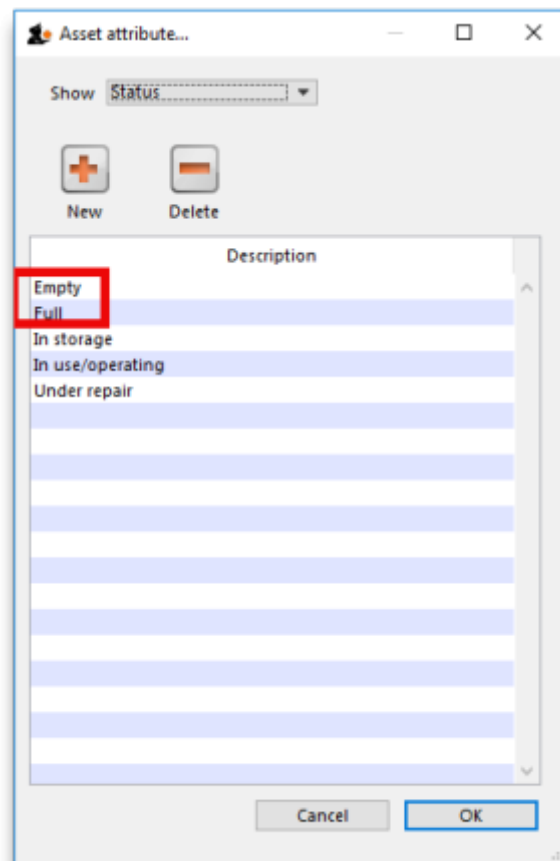 Asset attribute...
Show Status
New Delete
Description
Empty
Full
In storage
In use/operating
Under repair
Cancel OK